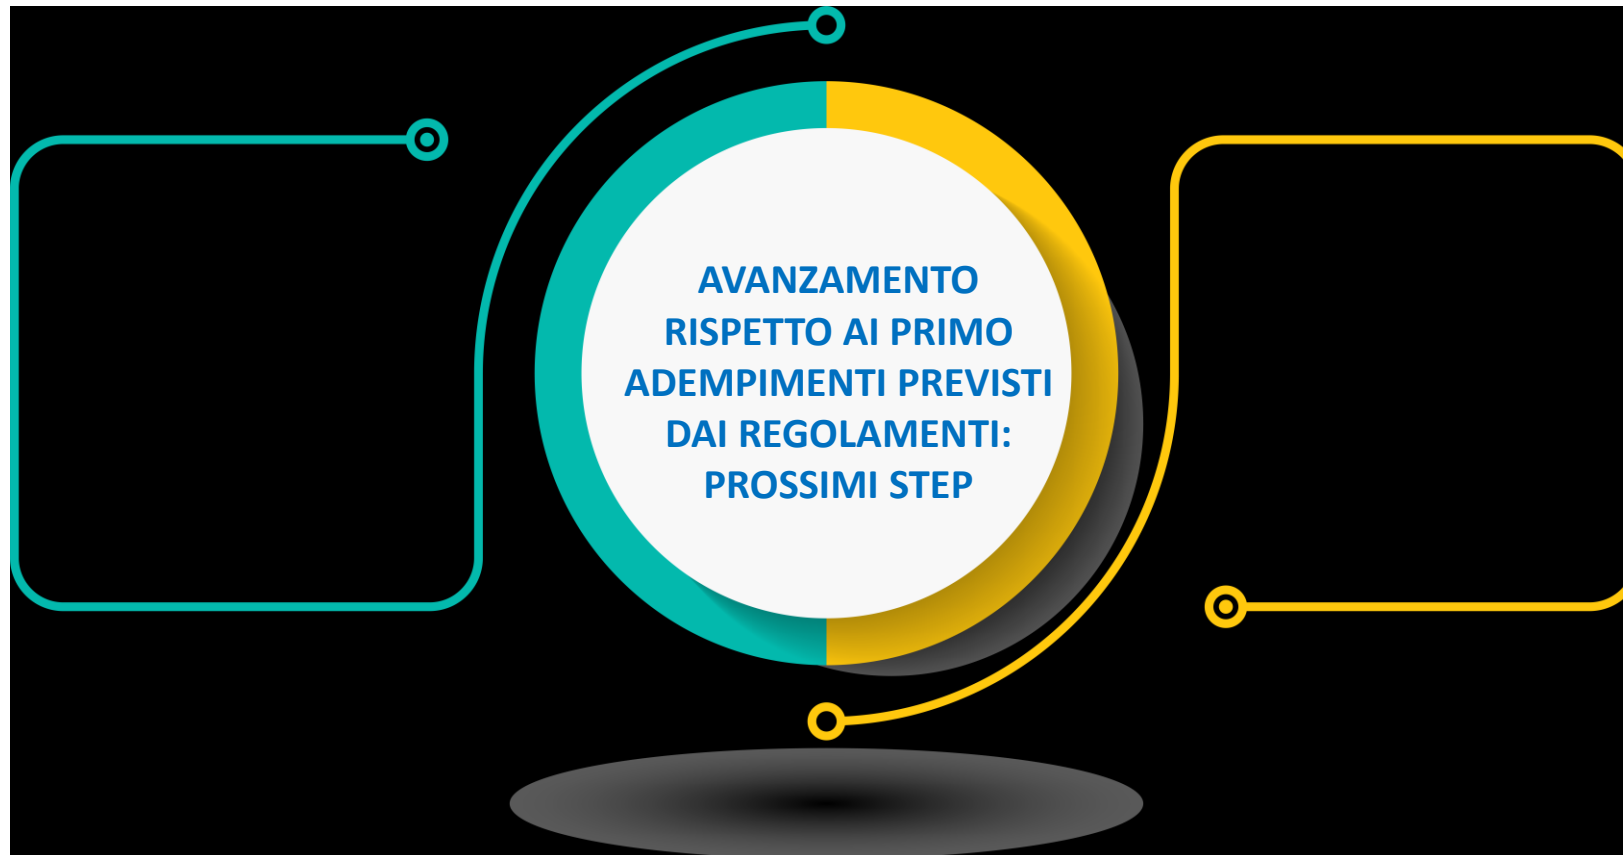 AVANZAMENTO
RISPETTO AI PRIMO
ADEMPIMENTI PREVISTI
DAI REGOLAMENTI:
PROSSIMI STEP